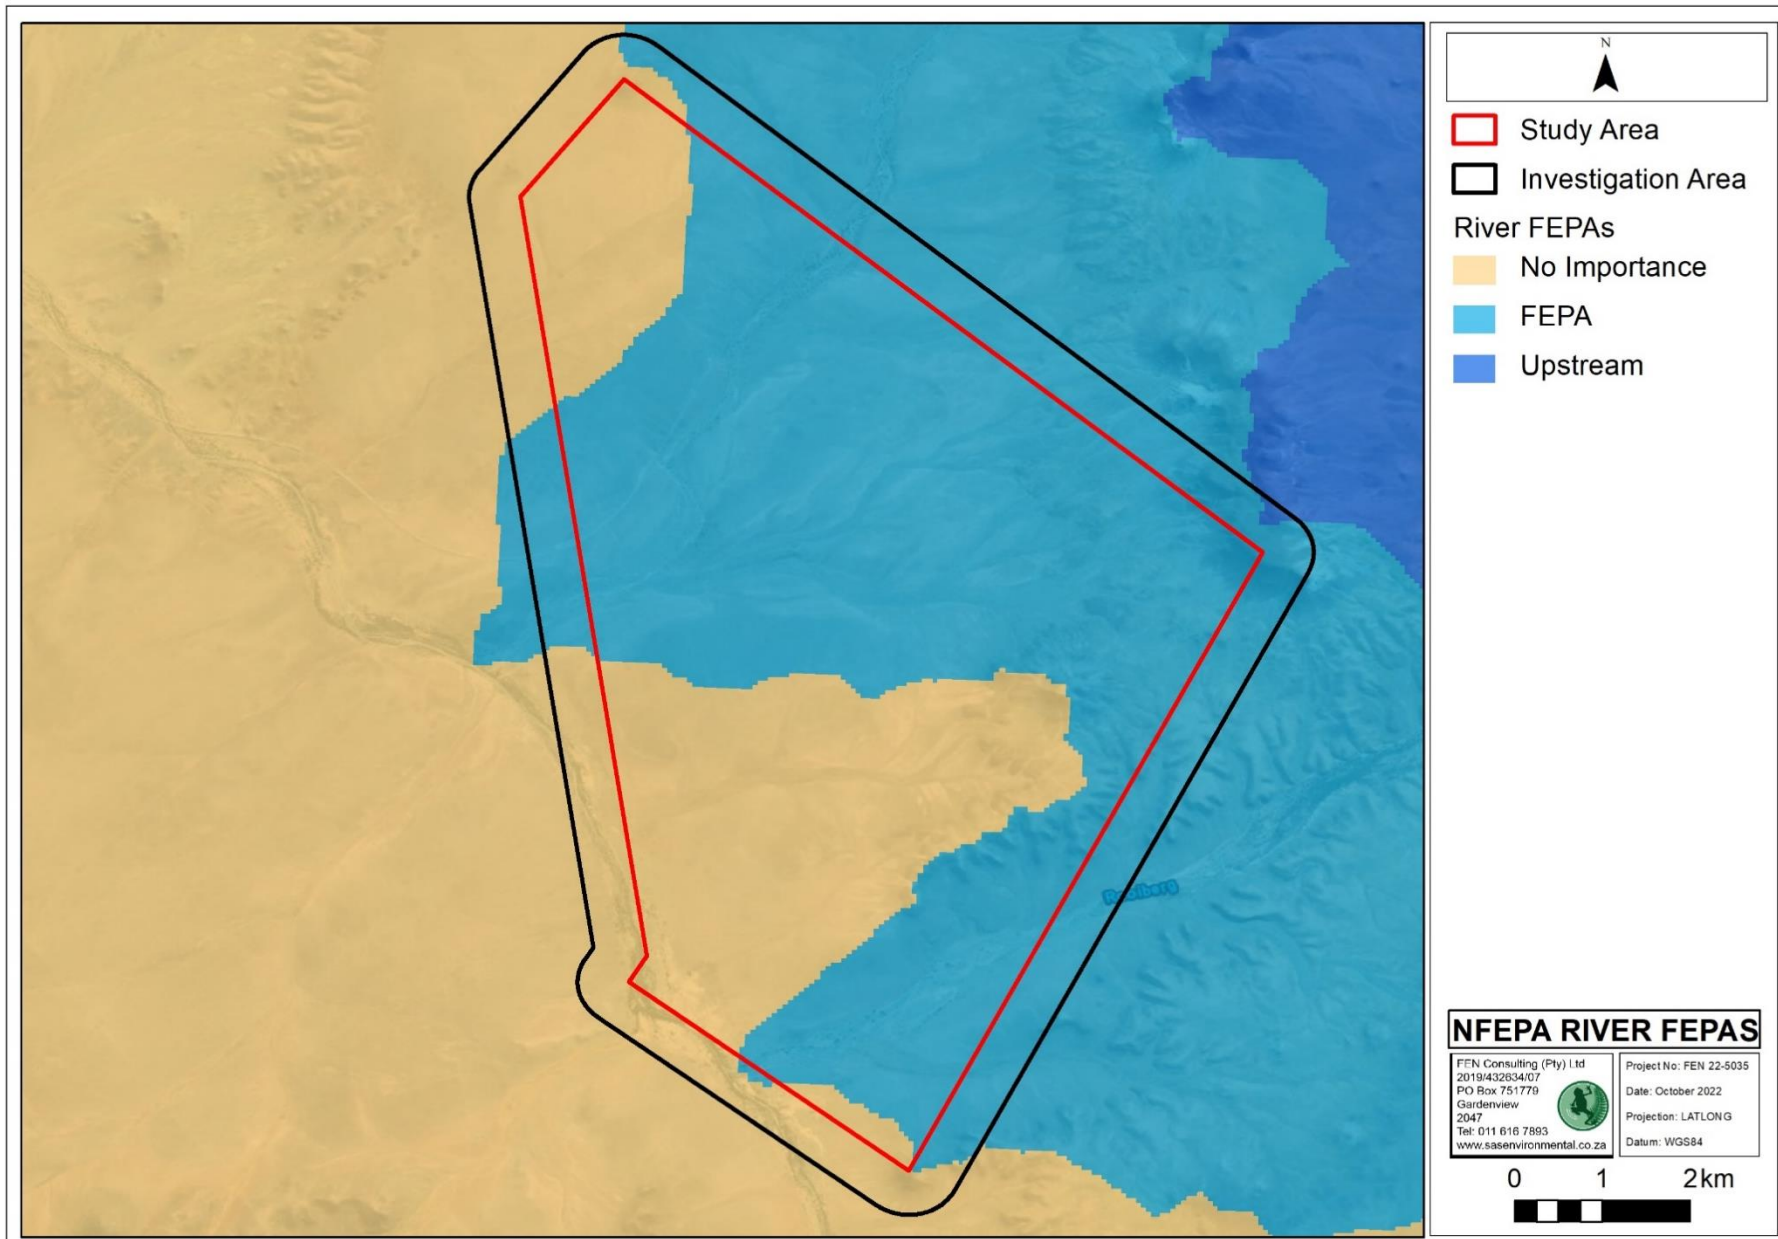 N
Study Area
Investigation Area
River FEPAs
No Importance
FEPA
Upstream
Rooiberg
NFEPA RIVER FEPAS
FEN Consulting (Pty) Ltd
2019/432634/07
PO Box 751779
Gardenview
2047
Tel: 011 616 7893
www.sasenvironmental.co.za
Project No: FEN 22-5035
Date: October 2022
Projection: LATLONG
Datum: WGS84
0 1 2km